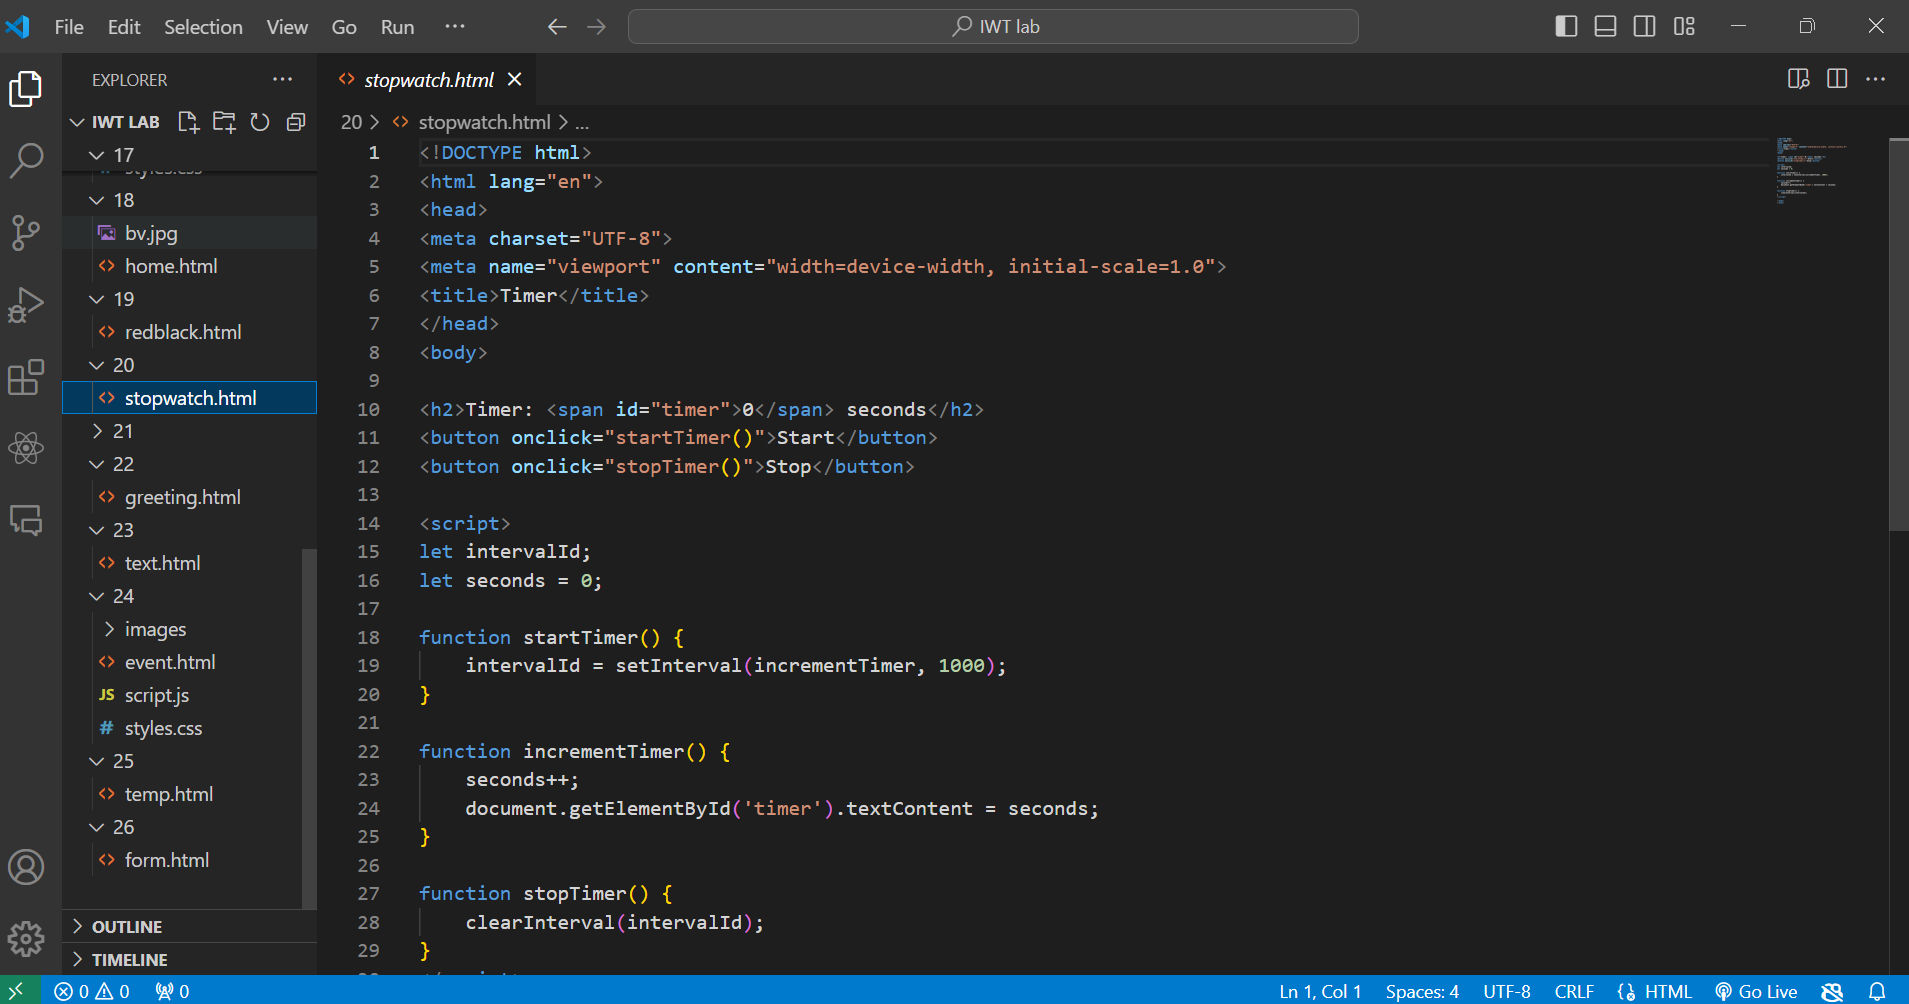 File Edit Selection View Go Run ···
IWT lab
EXPLORER ···
IWT LAB
17
styles.css
18
bv.jpg
home.html
19
redblack.html
20
stopwatch.html
21
22
greeting.html
23
text.html
24
images
event.html
JS script.js
# styles.css
25
temp.html
26
form.html
OUTLINE
TIMELINE
stopwatch.html
20 > stopwatch.html > ...
1 <!DOCTYPE html>
2 <html lang="en">
3 <head>
4 <meta charset="UTF-8">
5 <meta name="viewport" content="width=device-width, initial-scale=1.0">
6 <title>Timer</title>
7 </head>
8 <body>
9
10 <h2>Timer: <span id="timer">0</span> seconds</h2>
11 <button onclick="startTimer()">Start</button>
12 <button onclick="stopTimer()">Stop</button>
13
14 <script>
15 let intervalId;
16 let seconds = 0;
17
18 function startTimer() {
19 intervalId = setInterval(incrementTimer, 1000);
20 }
21
22 function incrementTimer() {
23 seconds++;
24 document.getElementById('timer').textContent = seconds;
25 }
26
27 function stopTimer() {
28 clearInterval(intervalId);
29 }
0 0 0
Ln 1, Col 1 Spaces: 4 UTF-8 CRLF HTML Go Live